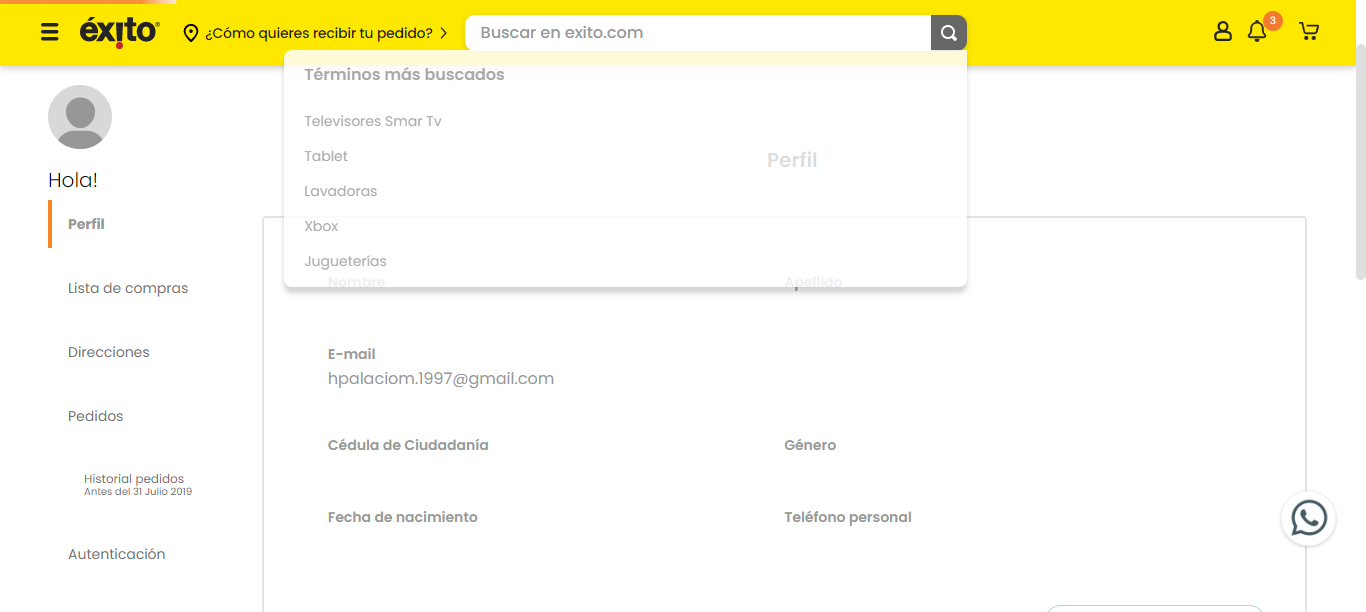 éxito
¿Cómo quieres recibir tu pedido?
Buscar en exito.com
3
Términos más buscados
Televisores Smar Tv
Tablet
Perfil
Lavadoras
Xbox
Jugueterías
Hola!
Perfil
Lista de compras
Direcciones
Pedidos
Historial pedidos
Antes del 31 Julio 2019
Autenticación
Nombre
Apellido
E-mail
hpalaciom.1997@gmail.com
Cédula de Ciudadanía
Género
Fecha de nacimiento
Teléfono personal